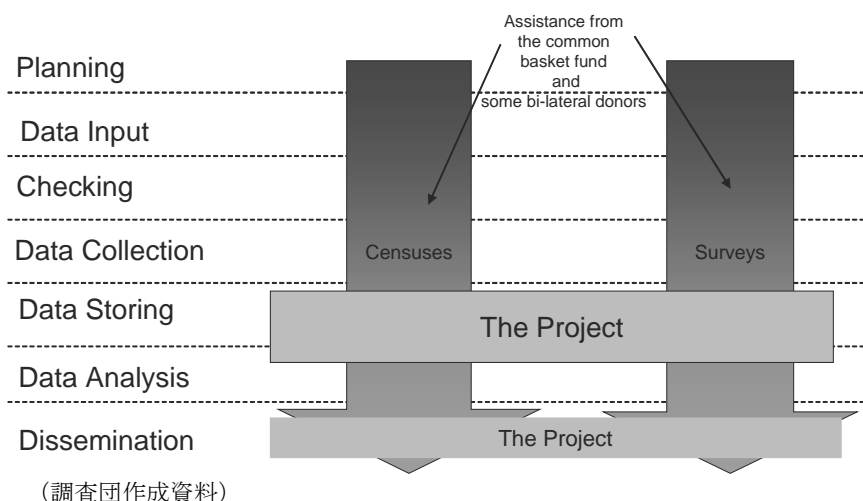 Assistance from
the common
basket fund
and
some bi-lateral donors
Planning
Data Input
Checking
Data Collection
Censuses
Surveys
Data Storing
The Project
Data Analysis
Dissemination
The Project
(調査団作成資料)